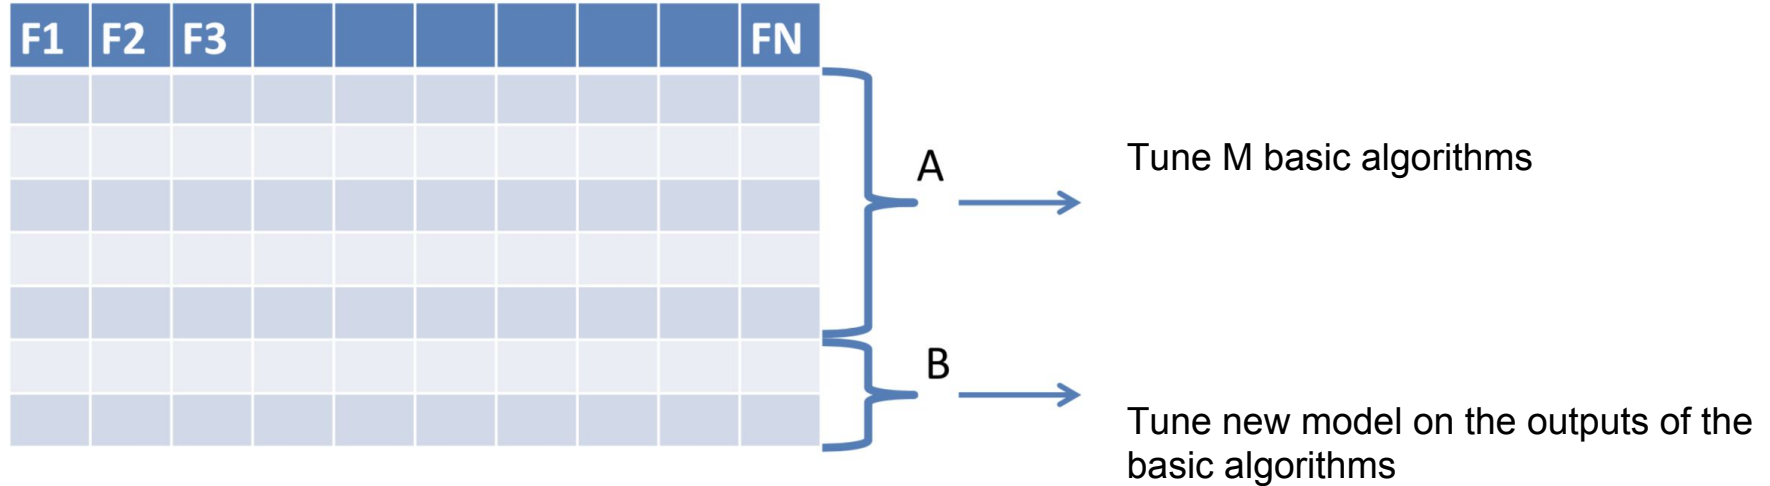 F1 F2 F3 FN
A
Tune M basic algorithms
B
Tune new model on the outputs of the
basic algorithms